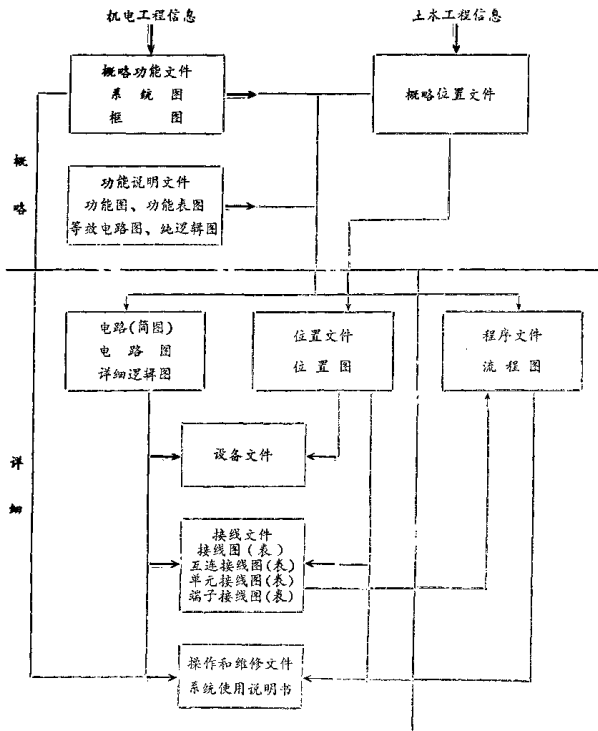 机电工程信息
土水工程信息
概略功能文件
系统图
框图
概略位置文件
概
略
功能说明文件
功能图、功能表图
等效电路图、纯逻辑图
电路(简图)
电路图
详细逻辑图
位置文件
位置图
程序文件
流程图
设备文件
详
细
接线文件
接线图(表)
互连接线图(表)
单元接线图(表)
端子接线图(表)
操作和维修文件
系统使用说明书